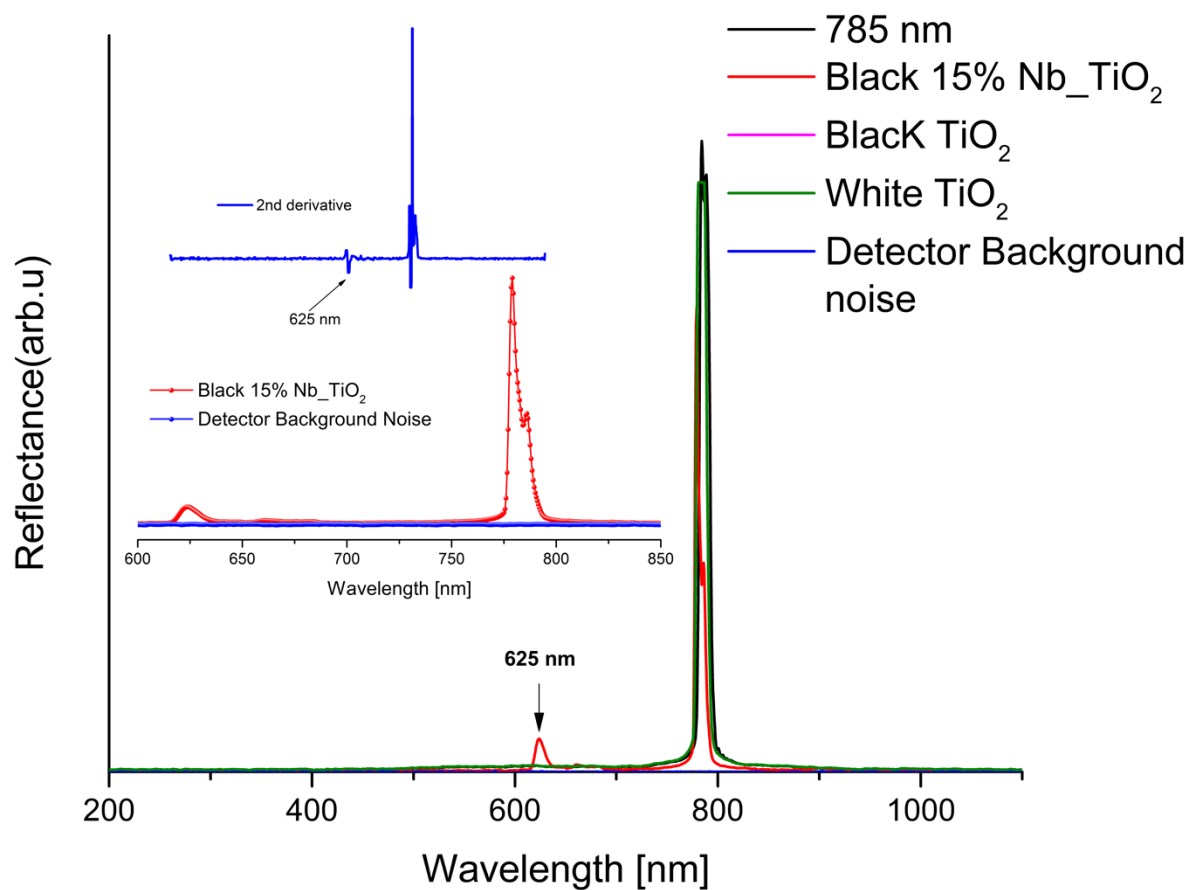 785 nm
Black 15% Nb_TiO₂
BlacK TiO₂
White TiO₂
Detector Background
noise
2nd derivative
625 nm
Black 15% Nb_TiO₂
Detector Background Noise
600 650 700 750 800 850
Wavelength [nm]
625 nm
Reflectance(arb.u)
200 400 600 800 1000
Wavelength [nm]